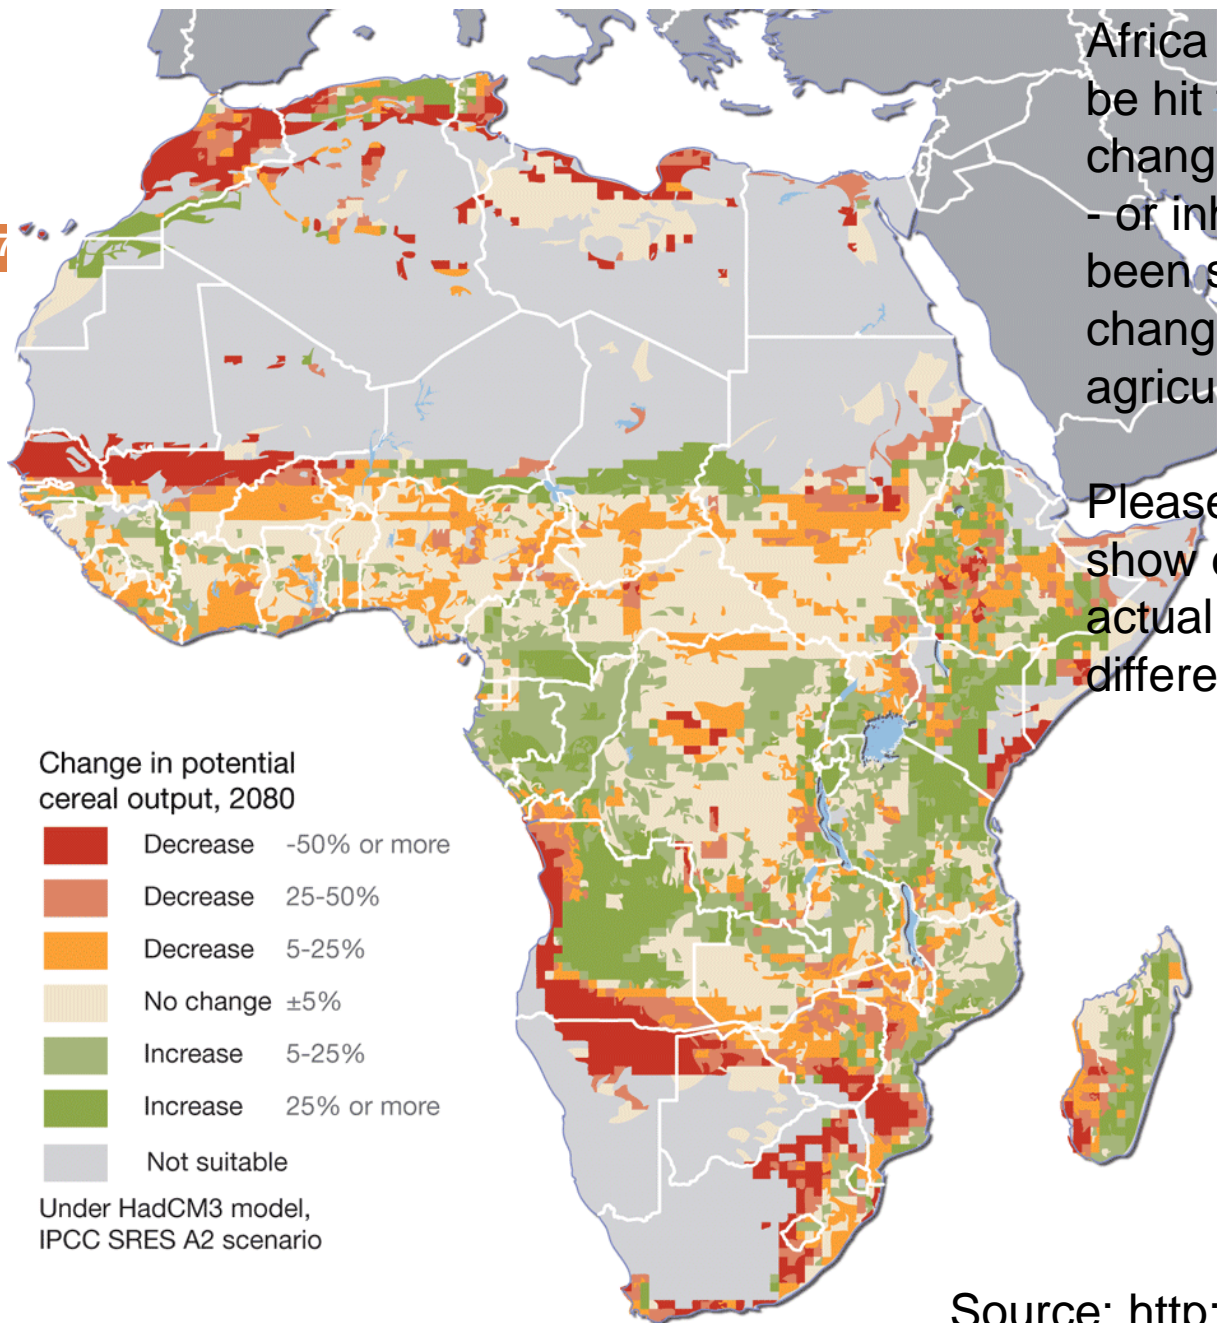 Africa
be hit
chang
- or inh
been s
chang
agricu
Please
show
actual
differe
7
Change in potential
cereal output, 2080
Decrease -50% or more
Decrease 25-50%
Decrease 5-25%
No change ±5%
Increase 5-25%
Increase 25% or more
Not suitable
Under HadCM3 model,
IPCC SRES A2 scenario
Source: http: